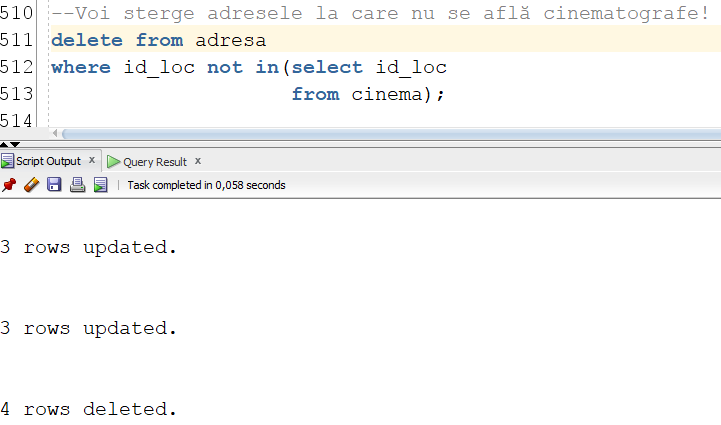 510 --Voi sterge adresele la care nu se află cinematografe!
511 delete from adresa
512 where id_loc not in(select id_loc
513 from cinema);
514
Script Output x Query Result x
Task completed in 0,058 seconds
3 rows updated.
3 rows updated.
4 rows deleted.